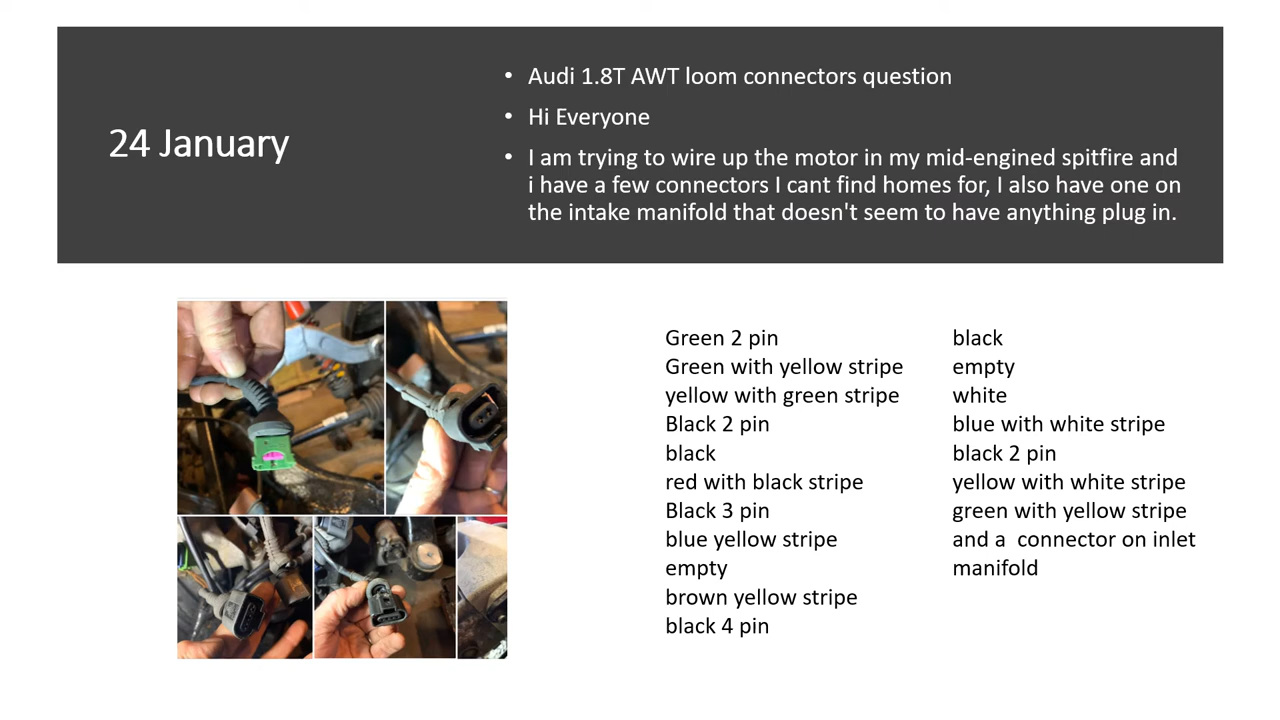 24 January
• Audi 1.8T AWT loom connectors question
• Hi Everyone
• I am trying to wire up the motor in my mid-engined spitfire and
i have a few connectors I cant find homes for, I also have one on
the intake manifold that doesn't seem to have anything plug in.
Green 2 pin
Green with yellow stripe
yellow with green stripe
Black 2 pin
black
red with black stripe
Black 3 pin
blue yellow stripe
empty
brown yellow stripe
black 4 pin
black
empty
white
blue with white stripe
black 2 pin
yellow with white stripe
green with yellow stripe
and a  connector on inlet
manifold